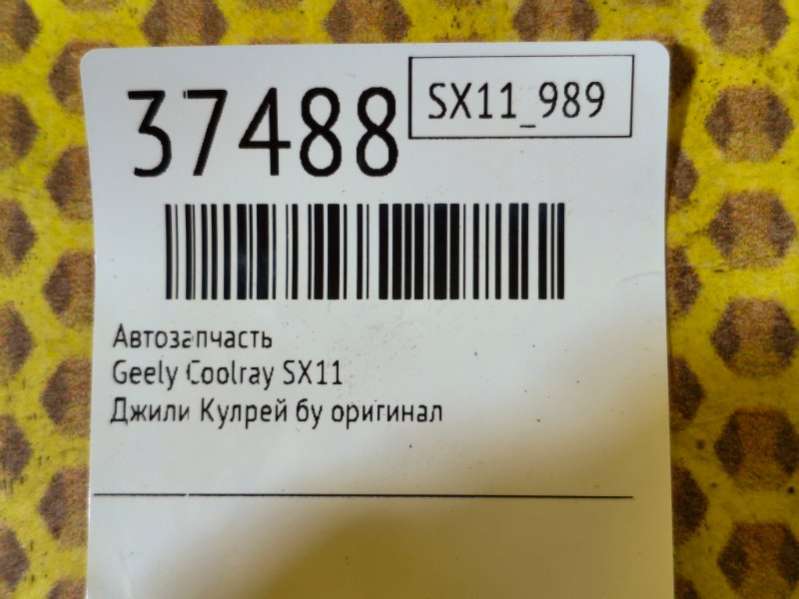 37488
SX11_989
Автозапчасть
Geely Coolray SX11
Джили Кулрей бу оригинал